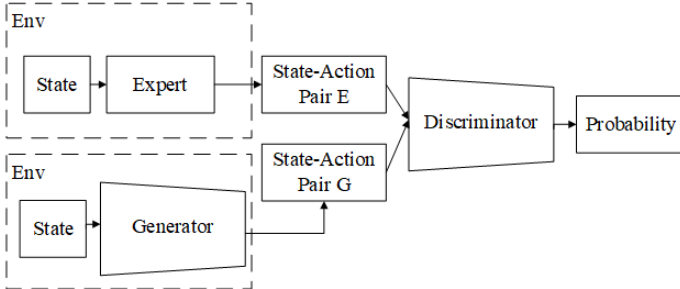 Env
State
Expert
State-Action
Pair E
Discriminator
Probability
Env
State
Generator
State-Action
Pair G